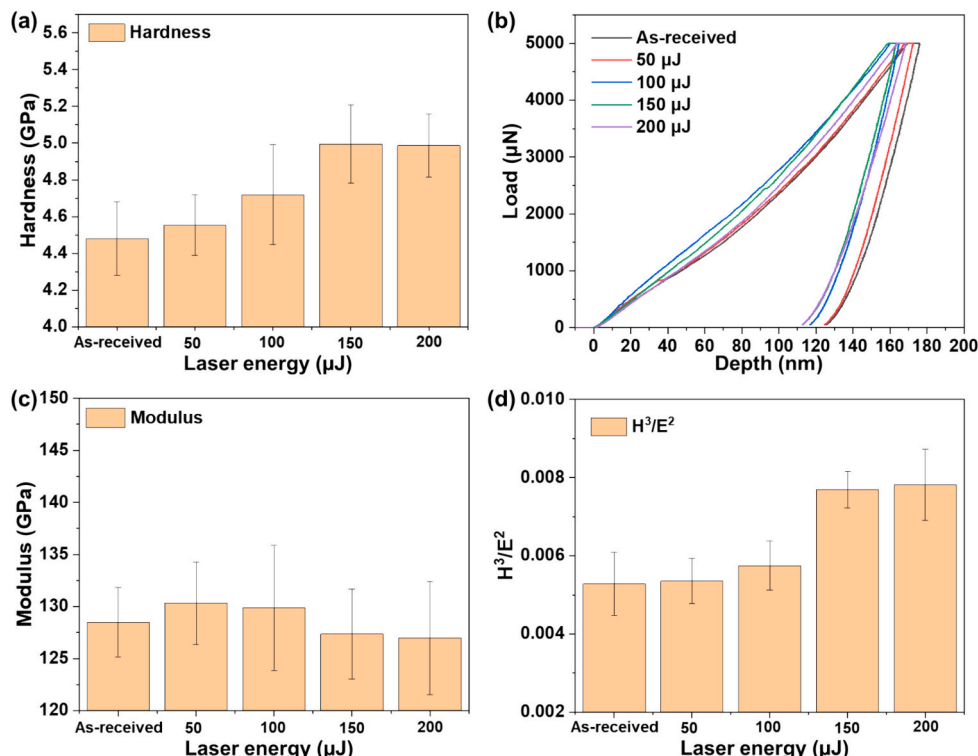 (a)
Hardness
5.6
5.4
5.2
5.0
4.8
4.6
4.4
4.2
4.0
Hardness (GPa)
As-received 50 100 150 200
Laser energy (μJ)
(b)
As-received
50 μJ
100 μJ
150 μJ
200 μJ
5000
4000
3000
2000
1000
0
Load (μN)
0 20 40 60 80 100 120 140 160 180 200
Depth (nm)
(c)
Modulus
150
145
140
135
130
125
120
Modulus (GPa)
As-received 50 100 150 200
Laser energy (μJ)
(d)
H³/E²
0.010
0.008
0.006
0.004
0.002
H³/E²
As-received 50 100 150 200
Laser energy (μJ)